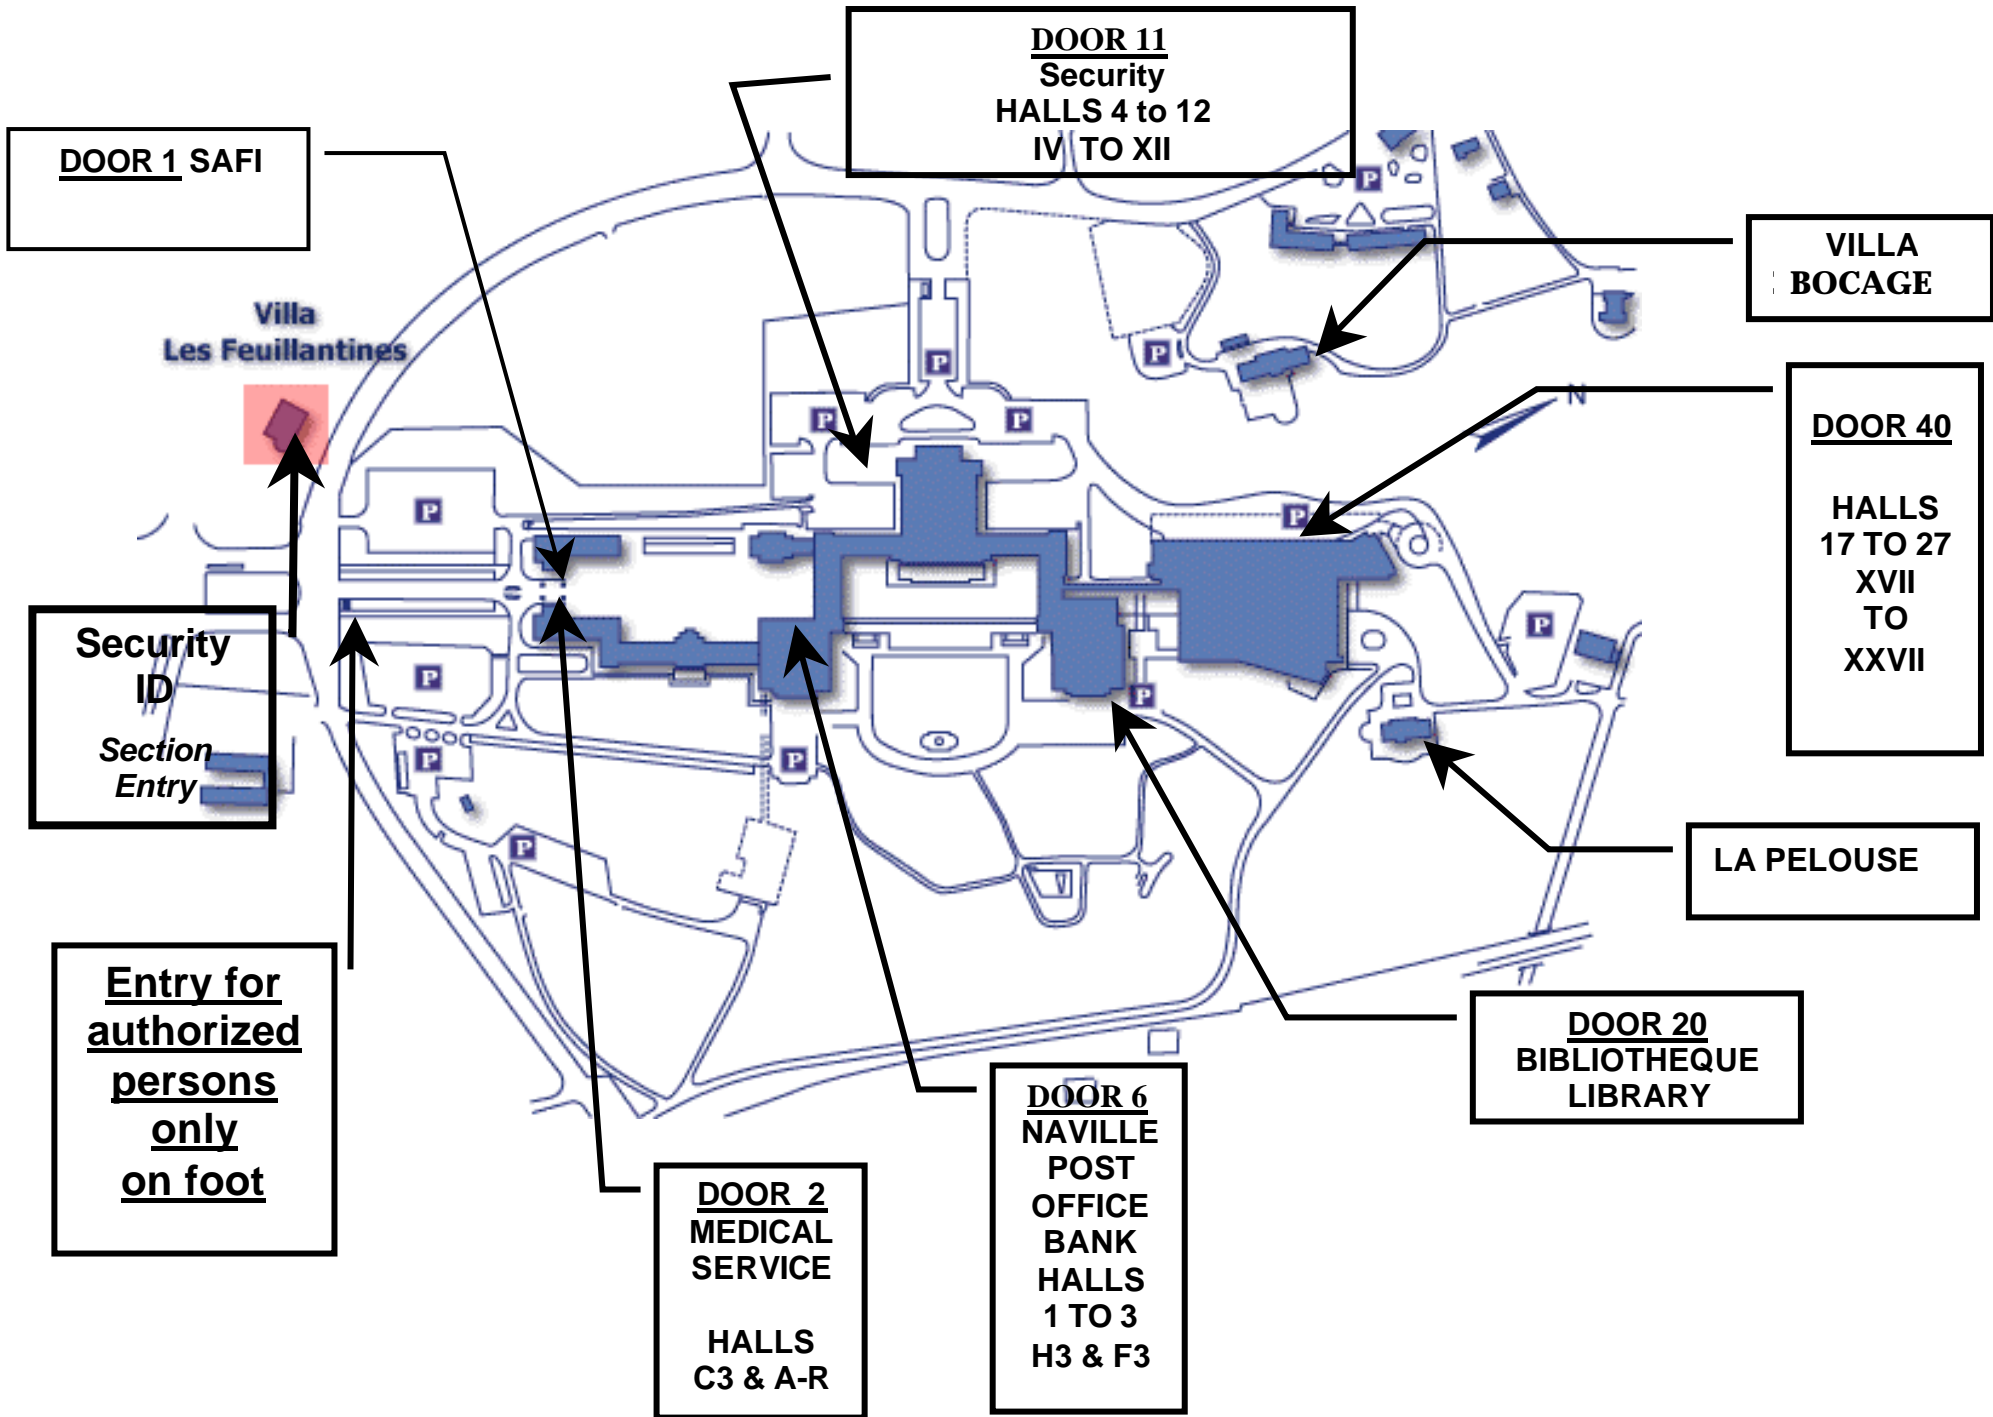 DOOR 11
Security
HALLS 4 to 12
IV TO XII
DOOR 1 SAFI
VILLA
BOCAGE
Villa
Les Feuillantines
P
P
P
P
P
P
P
P
P
P
P
P
P
N
DOOR 40
HALLS
17 TO 27
XVII
TO
XXVII
Security
ID
Section
Entry
LA PELOUSE
Entry for
authorized
persons
only
on foot
DOOR 20
BIBLIOTHEQUE
LIBRARY
DOOR 6
NAVILLE
POST
OFFICE
BANK
HALLS
1 TO 3
H3 & F3
DOOR 2
MEDICAL
SERVICE
HALLS
C3 & A-R